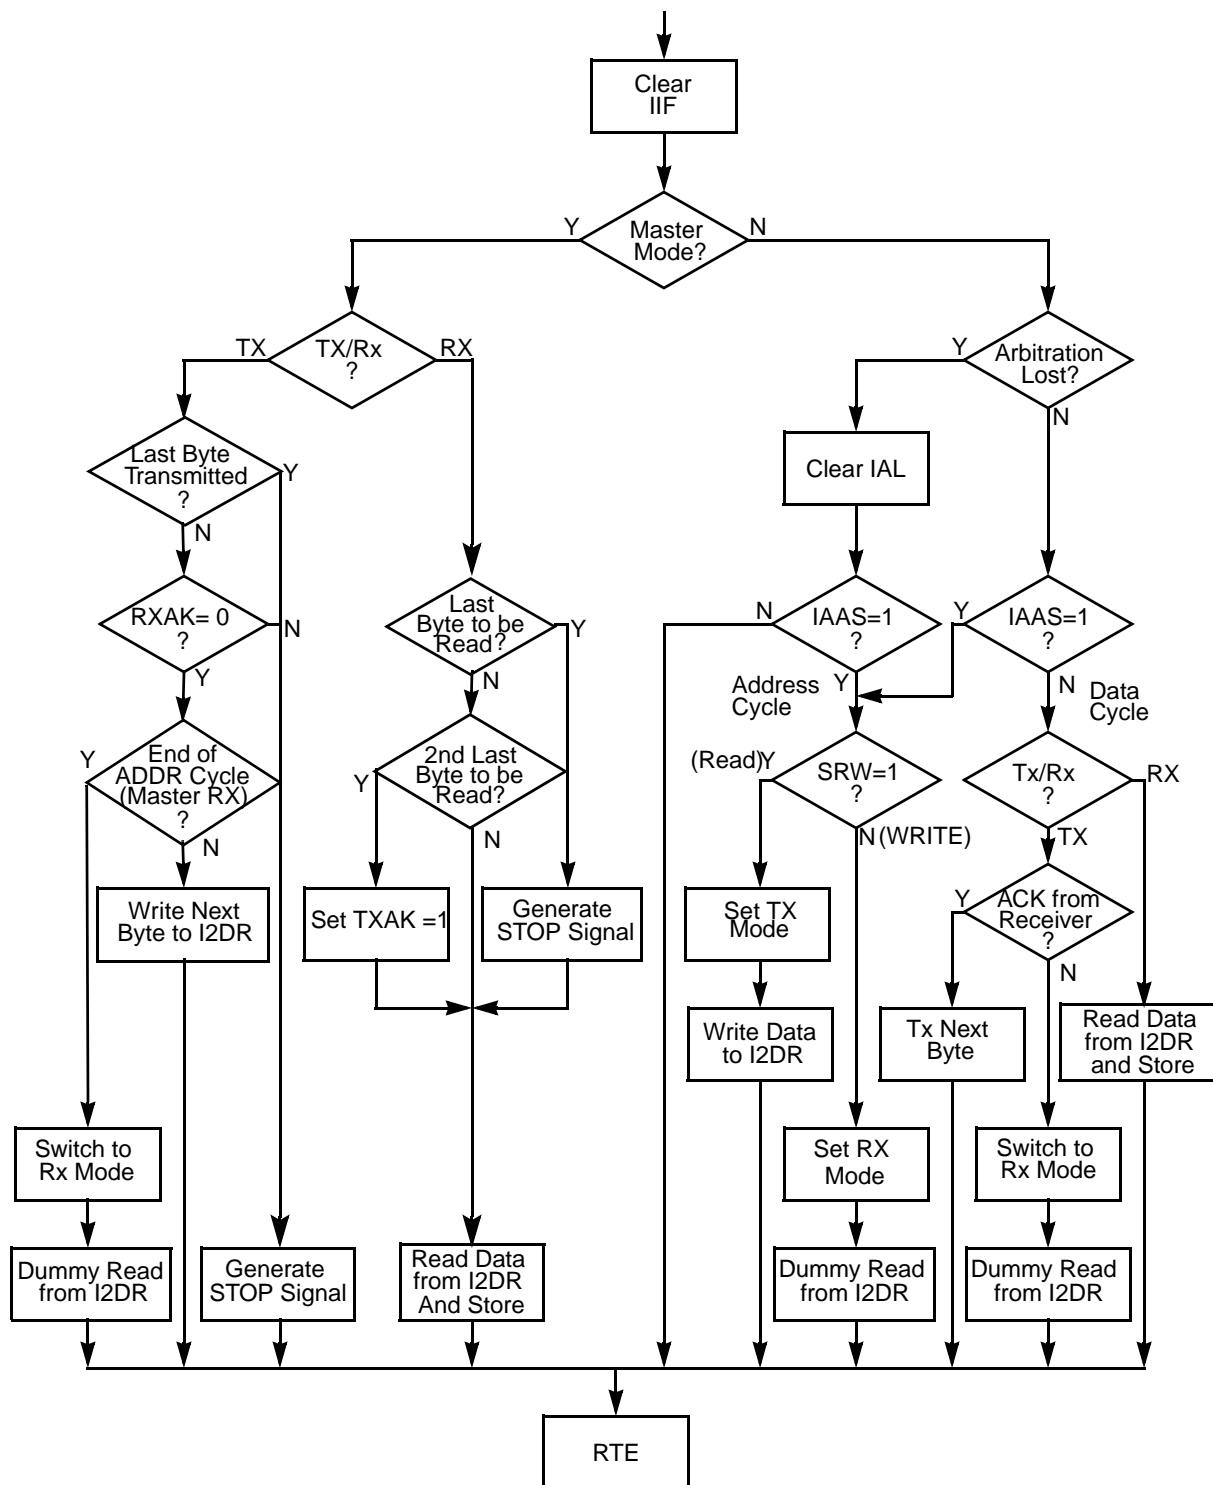 Clear
IIF
Y
Master
Mode?
N
TX
TX/Rx
?
RX
Y
Arbitration
Lost?
N
Last Byte
Transmitted
?
Y
N
Clear IAL
RXAK= 0
?
N
Y
Last
Byte to be
Read?
Y
N
N
IAAS=1
?
Y
Y
IAAS=1
?
N
Address
Cycle
Data
Cycle
Y
End of
ADDR Cycle
(Master RX)
?
N
Y
2nd Last
Byte to be
Read?
N
(Read)Y
SRW=1
?
N(WRITE)
Tx/Rx
?
RX
TX
Write Next
Byte to I2DR
Set TXAK =1
Generate
STOP Signal
Set TX
Mode
Y
ACK from
Receiver
?
N
Write Data
to I2DR
Tx Next
Byte
Read Data
from I2DR
and Store
Switch to
Rx Mode
Set RX
Mode
Switch to
Rx Mode
Dummy Read
from I2DR
Generate
STOP Signal
Read Data
from I2DR
And Store
Dummy Read
from I2DR
Dummy Read
from I2DR
RTE